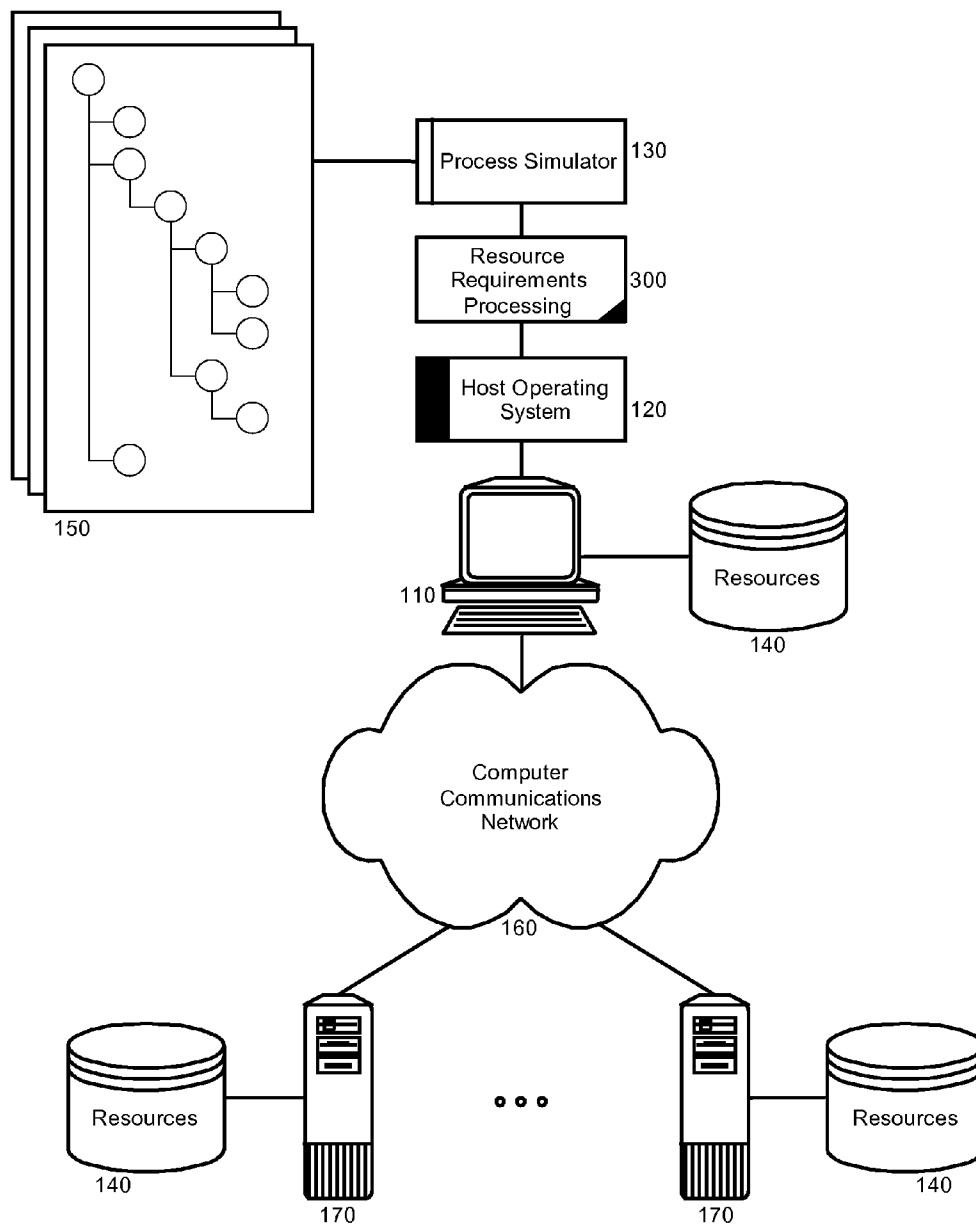 Process Simulator
130
Resource
Requirements
Processing
300
Host Operating
System
120
150
110
Resources
140
Computer
Communications
Network
160
Resources
140
170
170
Resources
140